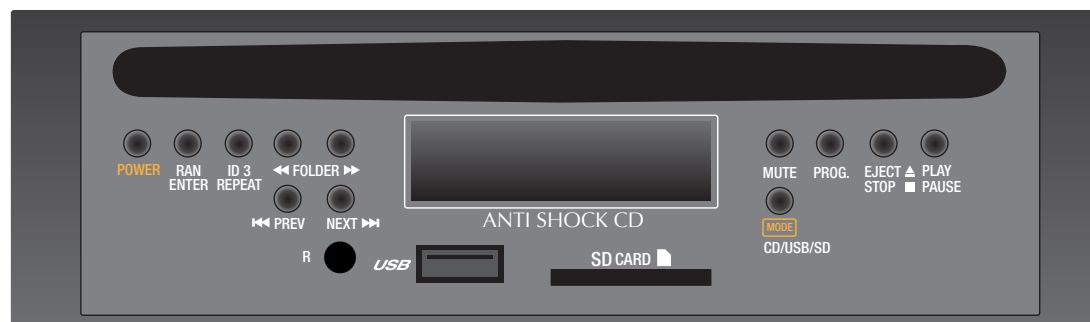 POWER
RAN
ENTER
ID 3
REPEAT
FOLDER
PREV
NEXT
R
USB
ANTI SHOCK CD
SD CARD
MUTE
PROG.
EJECT
STOP
PLAY
PAUSE
MODE
CD/USB/SD